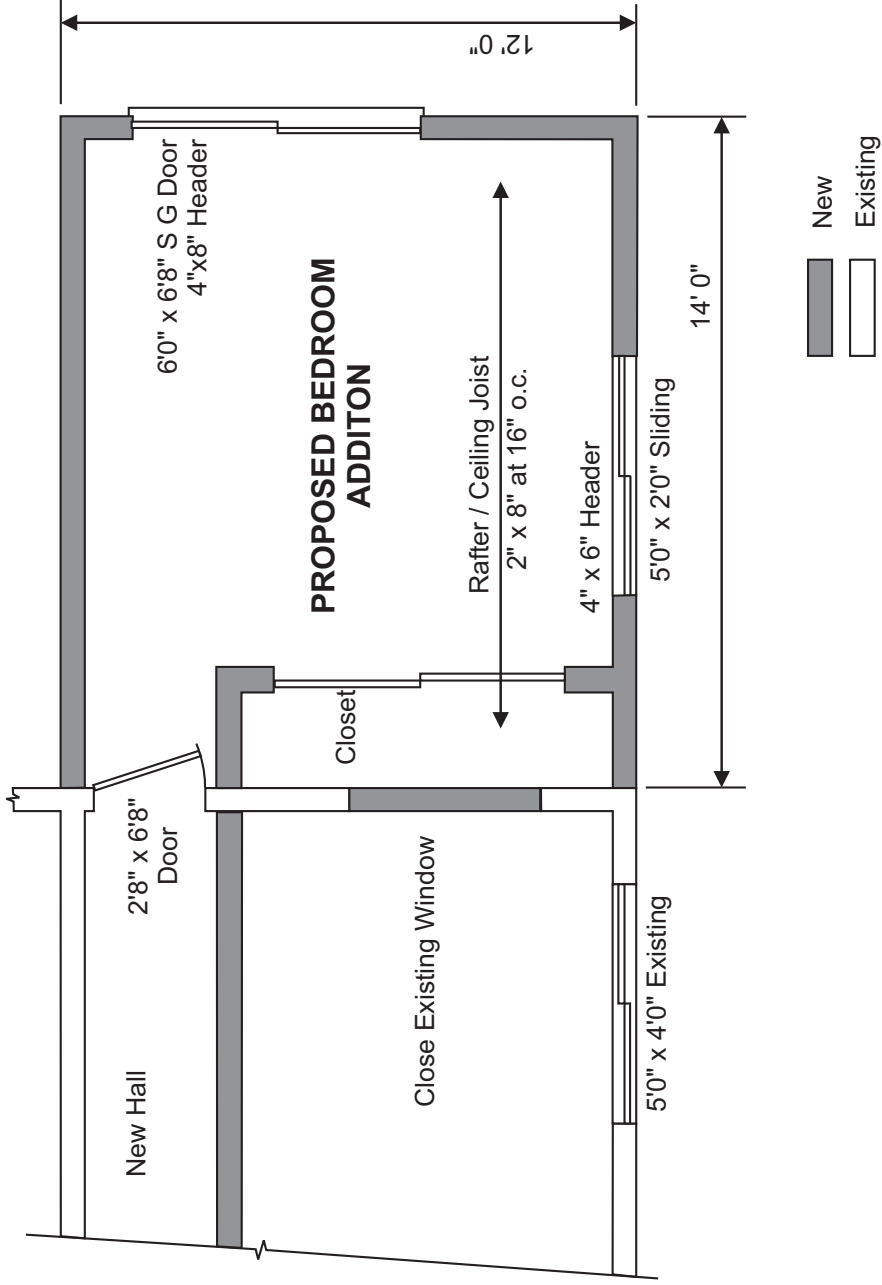 12' 0"
6'0" x 6'8" S G Door
4"x8" Header
PROPOSED BEDROOM
ADDITON
Rafter / Ceiling Joist
2" x 8" at 16" o.c.
4" x 6" Header
5'0" x 2'0" Sliding
14' 0"
Closet
2'8" x 6'8"
Door
New Hall
Close Existing Window
5'0" x 4'0" Existing
New
Existing